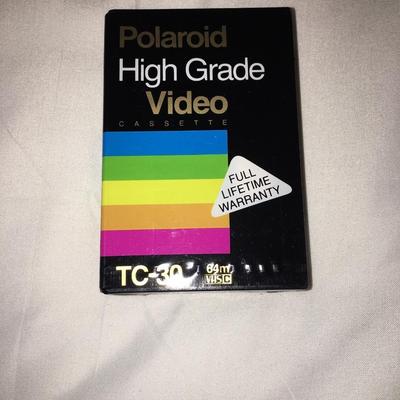 Polaroid
High Grade
Video
CASSETTE
FULL
LIFETIME
WARRANTY
TC-30 64m
VHS C